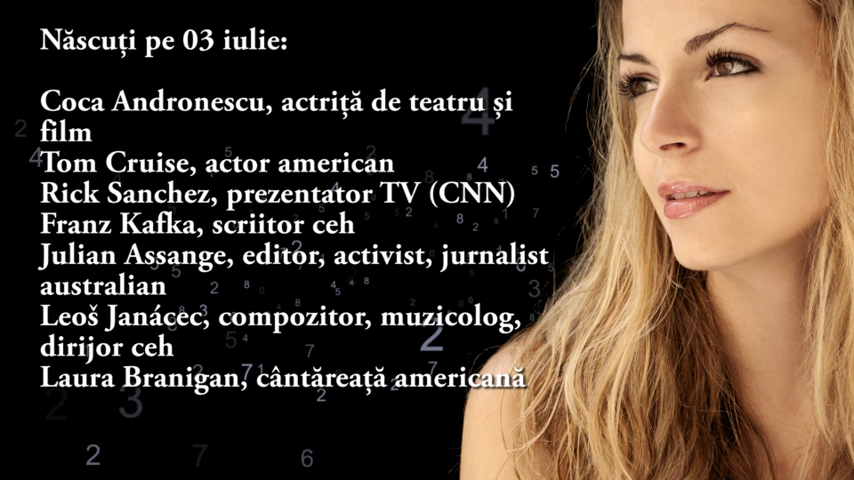 Născuți pe 03 iulie:
Coca Andronescu, actriță de teatru și
film
Tom Cruise, actor american
Rick Sanchez, prezentator TV (CNN)
Franz Kafka, scriitor ceh
Julian Assange, editor, activist, jurnalist
australian
Leoš Janácec, compozitor, muzicolog,
dirijor ceh
Laura Branigan, cântăreață americană